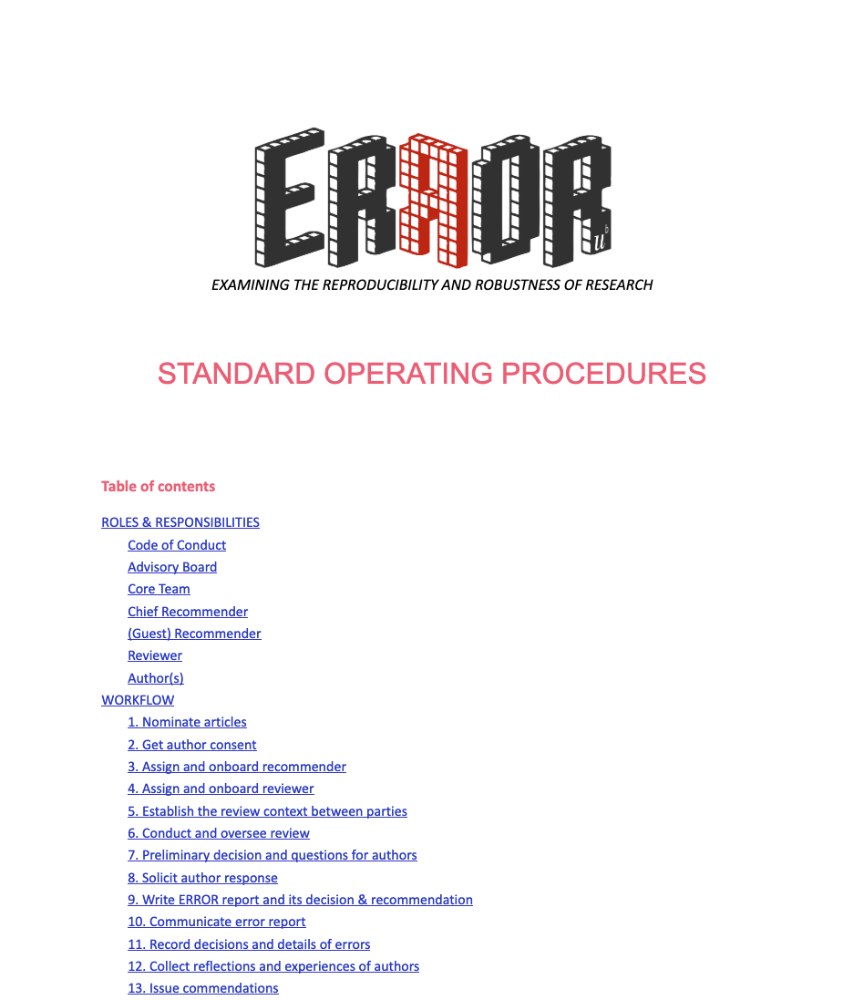 ERROR
u
b
EXAMINING THE REPRODUCIBILITY AND ROBUSTNESS OF RESEARCH
STANDARD OPERATING PROCEDURES
Table of contents
ROLES & RESPONSIBILITIES
Code of Conduct
Advisory Board
Core Team
Chief Recommender
(Guest) Recommender
Reviewer
Author(s)
WORKFLOW
1. Nominate articles
2. Get author consent
3. Assign and onboard recommender
4. Assign and onboard reviewer
5. Establish the review context between parties
6. Conduct and oversee review
7. Preliminary decision and questions for authors
8. Solicit author response
9. Write ERROR report and its decision & recommendation
10. Communicate error report
11. Record decisions and details of errors
12. Collect reflections and experiences of authors
13. Issue commendations